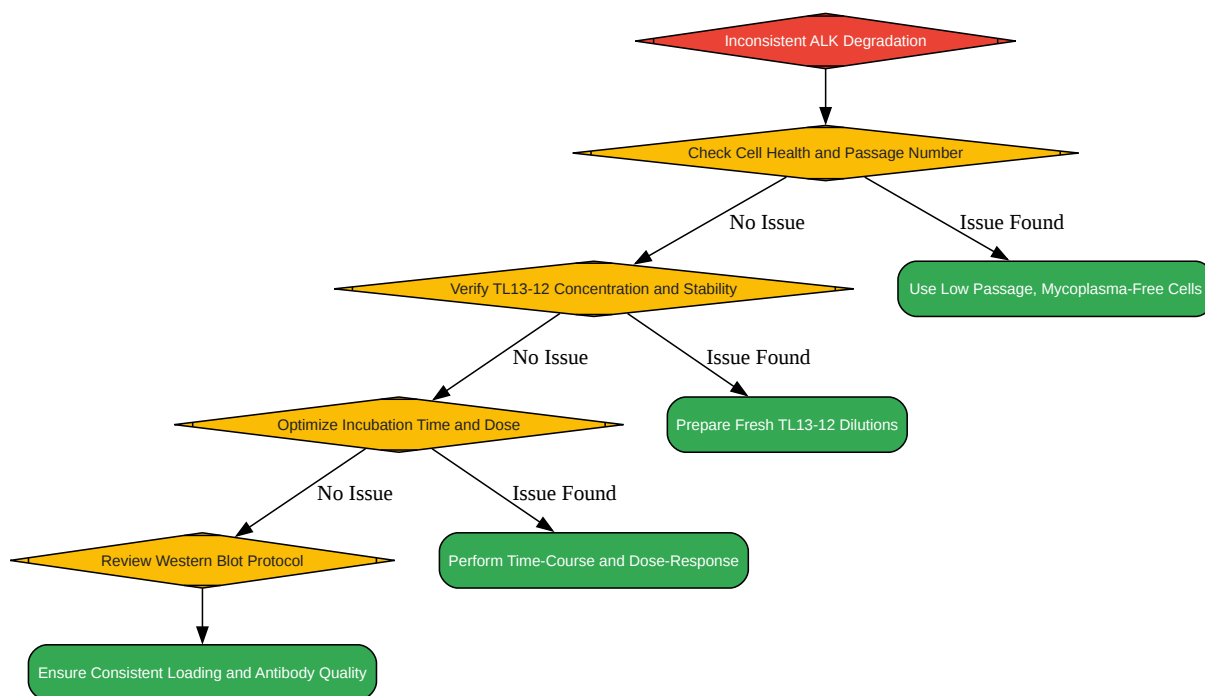 Inconsistent ALK Degradation
Check Cell Health and Passage Number
No Issue
Issue Found
Verify TL13-12 Concentration and Stability
Use Low Passage, Mycoplasma-Free Cells
No Issue
Issue Found
Optimize Incubation Time and Dose
Prepare Fresh TL13-12 Dilutions
No Issue
Issue Found
Review Western Blot Protocol
Perform Time-Course and Dose-Response
Ensure Consistent Loading and Antibody Quality